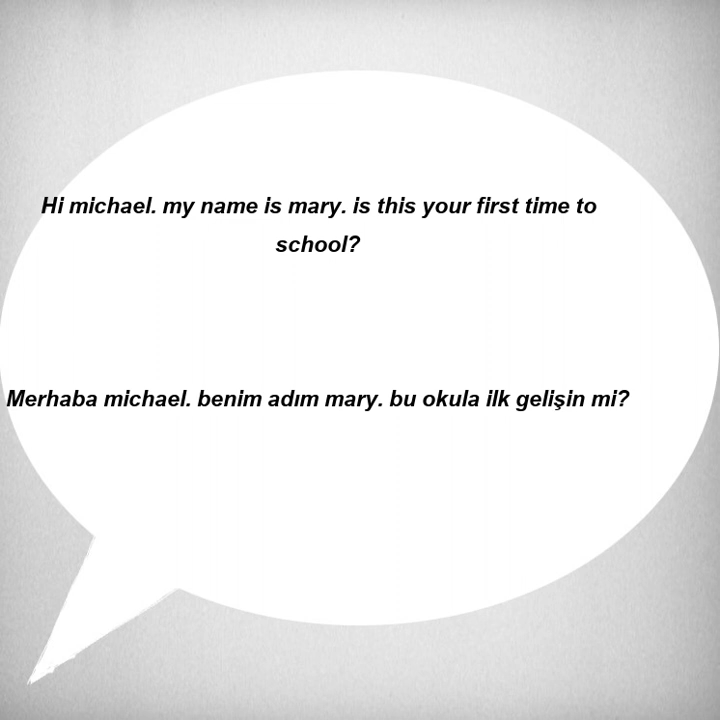 Hi michael. my name is mary. is this your first time to
school?
Merhaba michael. benim adım mary. bu okula ilk gelişin mi?